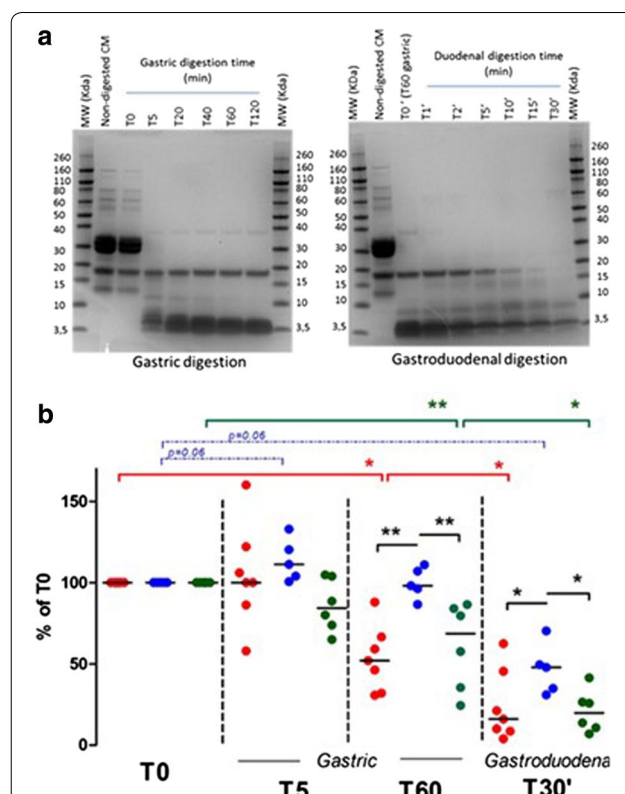 a
Gastric digestion time
(min)
MW (Kda)
Non-digested CM
T0
T5
T20
T40
T60
T120
MW (Kda)
260
160
110
80
60
50
40
30
20
15
10
3,5
260
160
110
80
60
50
40
30
20
15
10
3,5
Gastric digestion
Duodenal digestion time
(min)
MW (KDa)
Non-digested CM
T0 ' (T60 gastric)
T1'
T2'
T5'
T10'
T15'
T30'
MW (Kda)
260
160
110
80
60
50
40
30
20
15
10
3,5
260
160
110
80
60
50
40
30
20
15
10
3,5
Gastroduodenal digestion
b
** *
p=0.06
p=0.06
* *
** **
* *
% of T0
150
100
50
0
Gastric Gastroduodena
T0 T5 T60 T30'